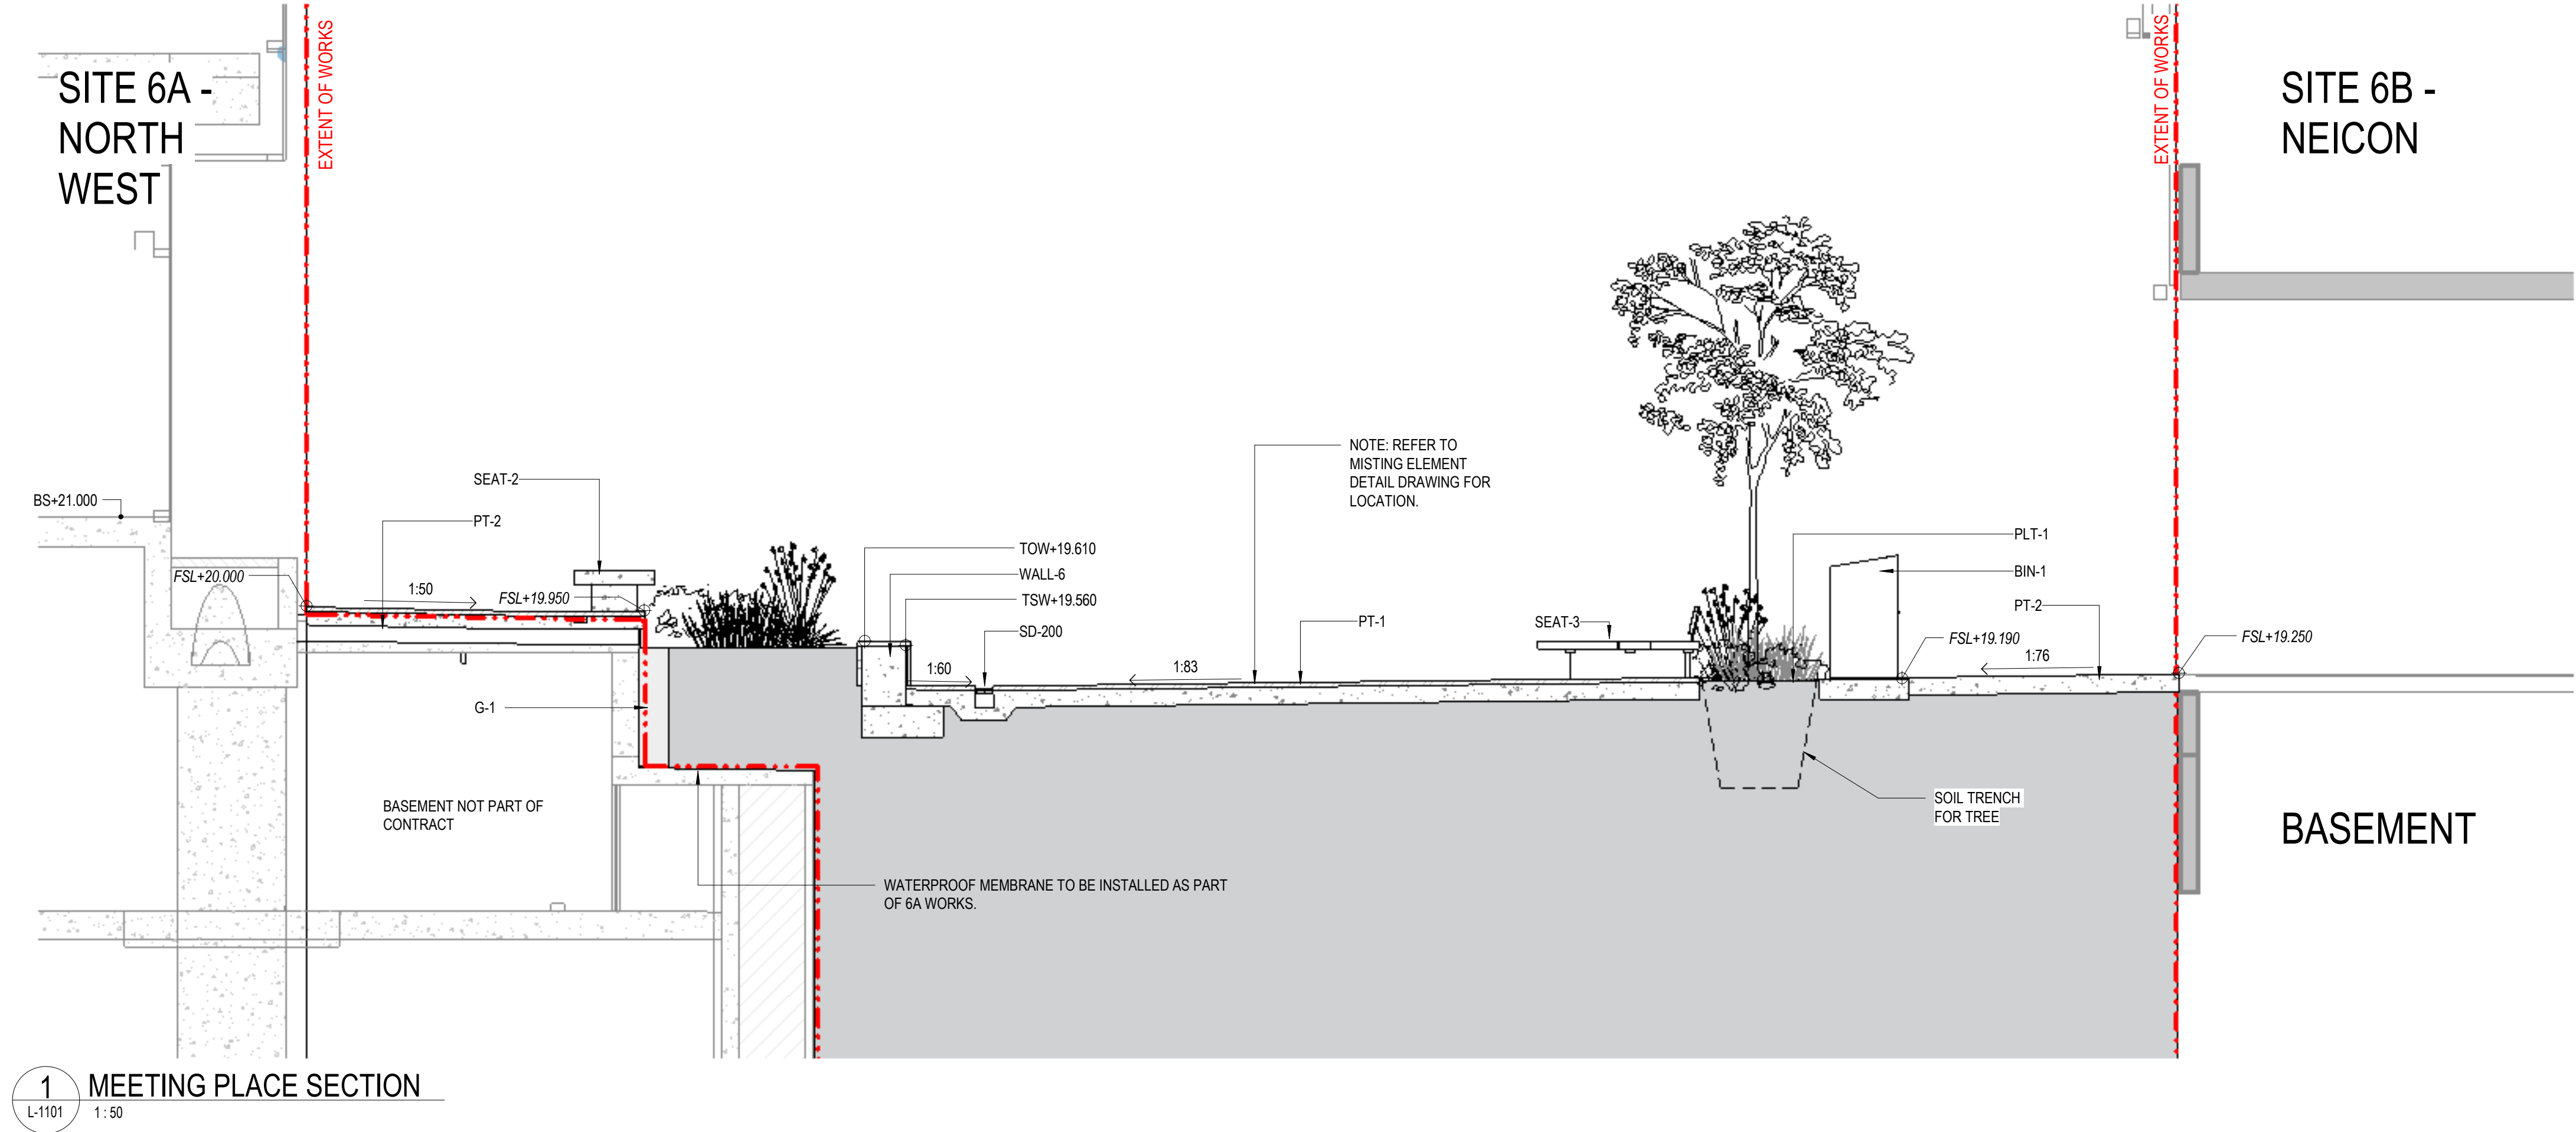 SITE 6A -
NORTH
WEST
EXTENT OF WORKS
EXTENT OF WORKS
SITE 6B -
NEICON
NOTE: REFER TO
MISTING ELEMENT
DETAIL DRAWING FOR
LOCATION.
SEAT-2
BS+21.000
PT-2
TOW+19.610
WALL-6
TSW+19.560
SD-200
FSL+20.000
1:50
FSL+19.950
PT-1
SEAT-3
PLT-1
BIN-1
PT-2
FSL+19.190
FSL+19.250
1:60
1:83
1:76
G-1
BASEMENT NOT PART OF
CONTRACT
SOIL TRENCH
FOR TREE
BASEMENT
WATERPROOF MEMBRANE TO BE INSTALLED AS PART
OF 6A WORKS.
1
L-1101
MEETING PLACE SECTION
1 : 50